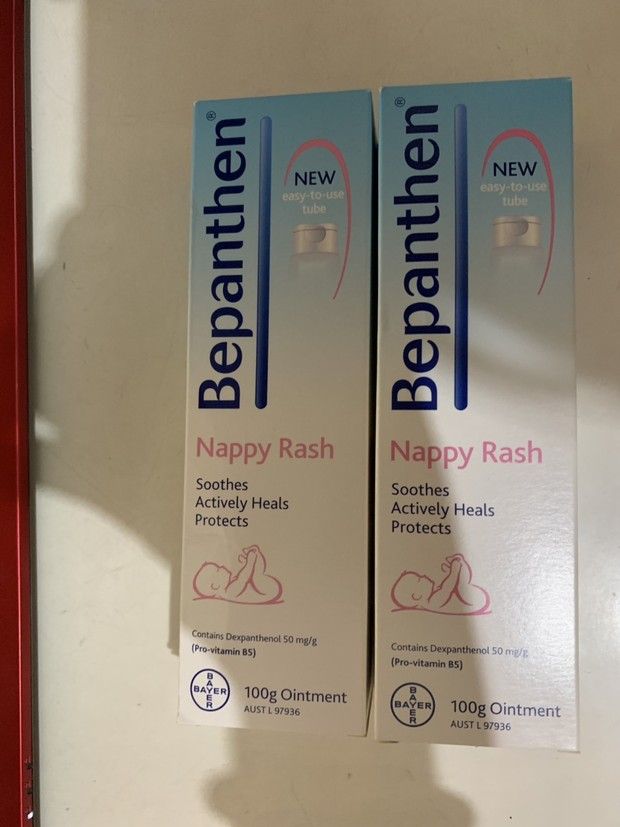 Bepanthen®
NEW
easy-to-use
tube
Nappy Rash
Soothes
Actively Heals
Protects
Contains Dexpanthenol 50 mg/g
(Pro-vitamin B5)
BAYER
BAYER
100g Ointment
AUST L 97936
Bepanthen®
NEW
easy-to-use
tube
Nappy Rash
Soothes
Actively Heals
Protects
Contains Dexpanthenol 50 mg/g
(Pro-vitamin B5)
BAYER
BAYER
100g Ointment
AUST L 97936